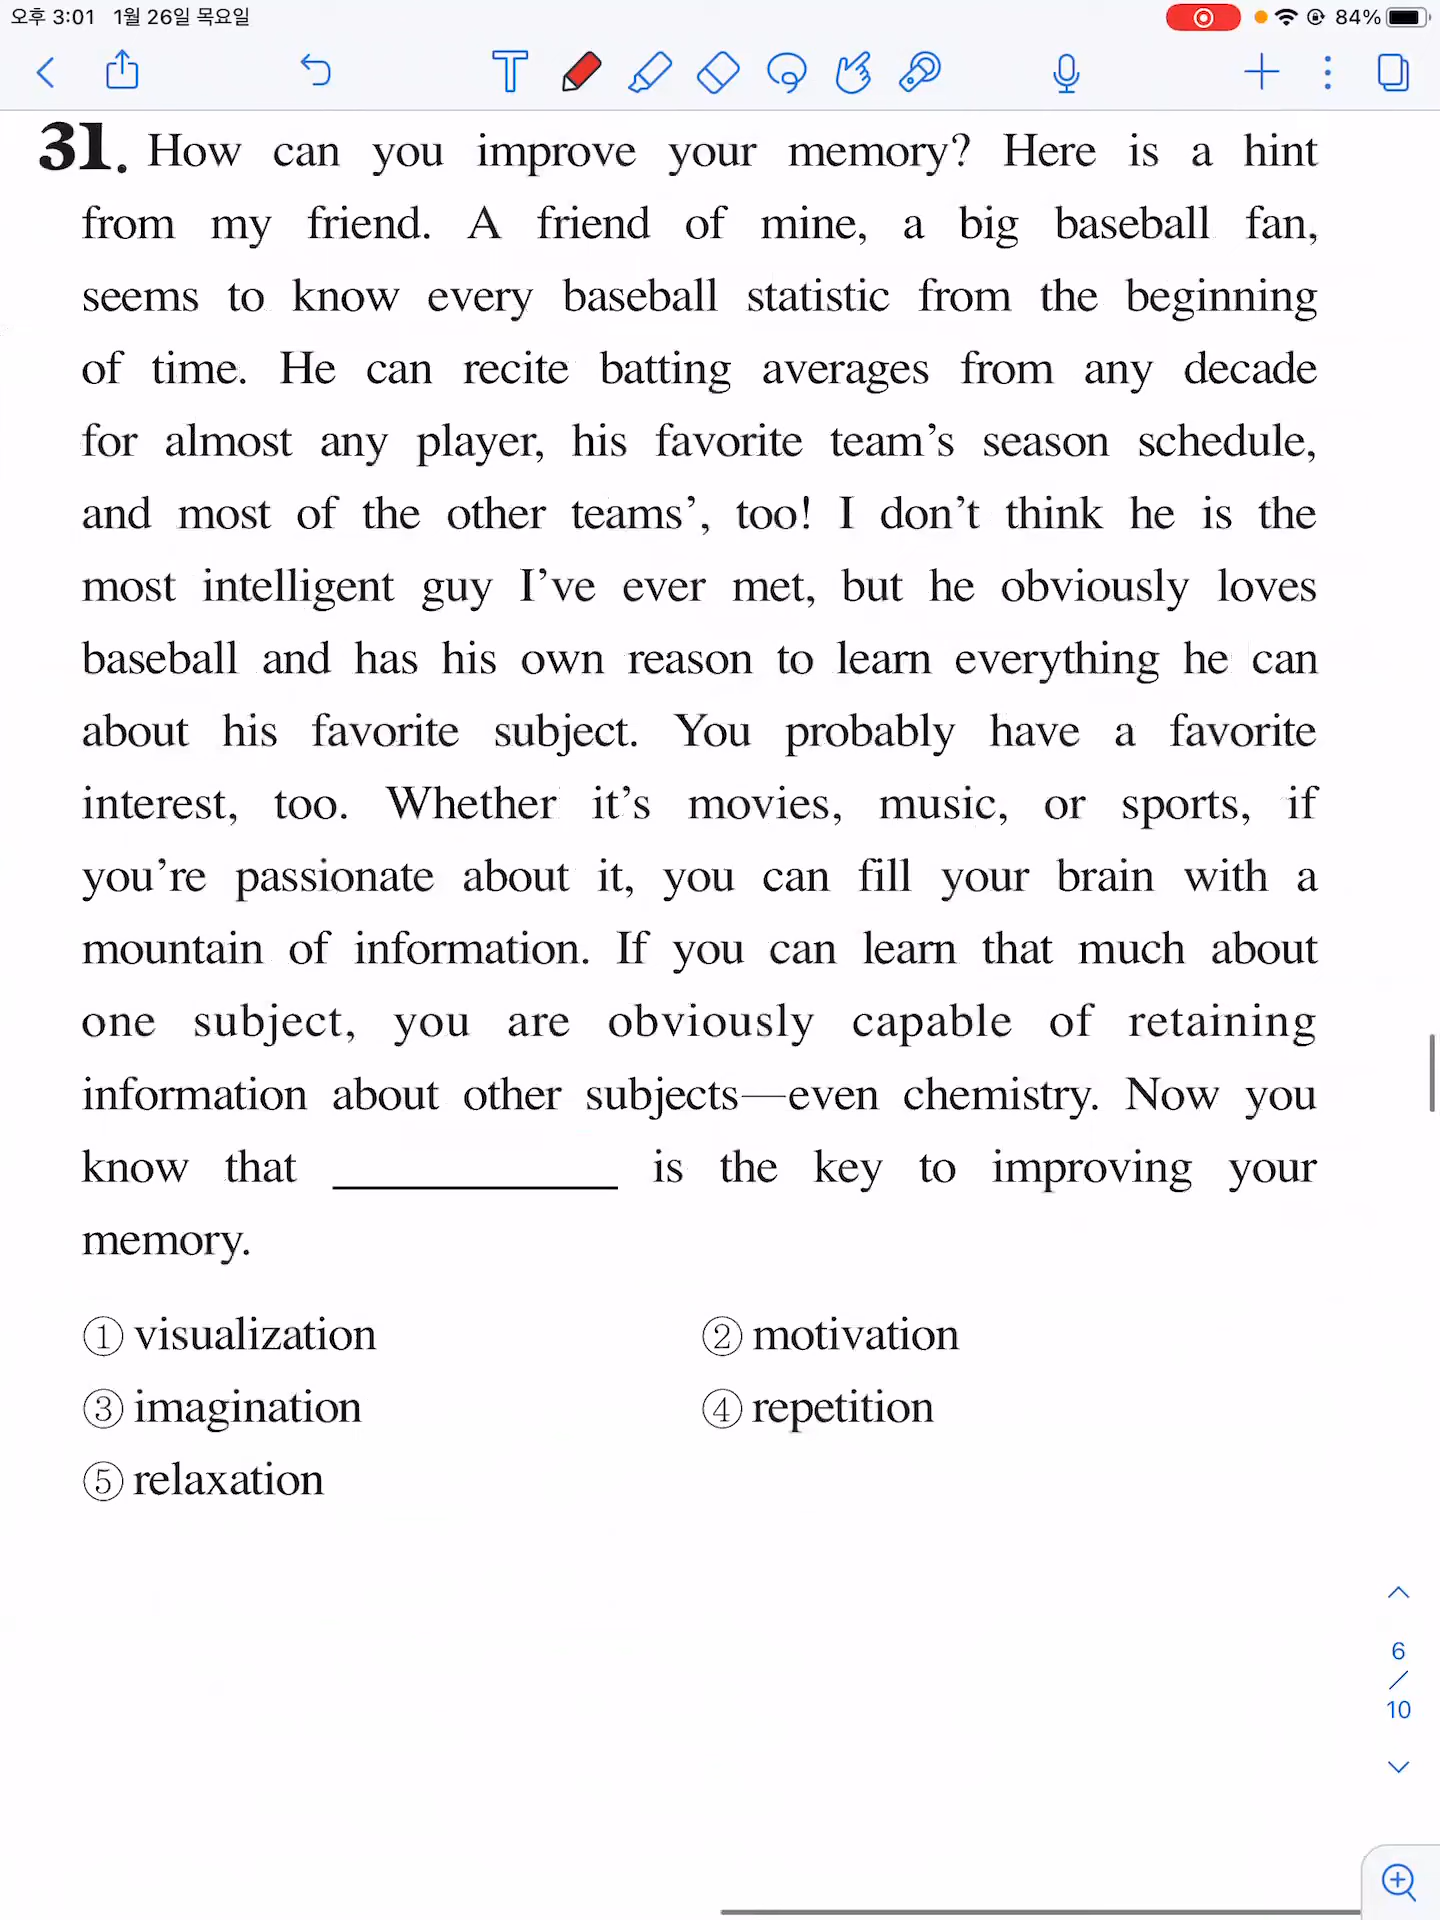 오후 3:01 1월 26일 목요일 84%
31. How can you improve your memory? Here is a hint
from my friend. A friend of mine, a big baseball fan,
seems to know every baseball statistic from the beginning
of time. He can recite batting averages from any decade
for almost any player, his favorite team’s season schedule,
and most of the other teams’, too! I don’t think he is the
most intelligent guy I’ve ever met, but he obviously loves
baseball and has his own reason to learn everything he can
about his favorite subject. You probably have a favorite
interest, too. Whether it’s movies, music, or sports, if
you’re passionate about it, you can fill your brain with a
mountain of information. If you can learn that much about
one subject, you are obviously capable of retaining
information about other subjects—even chemistry. Now you
know that ____________ is the key to improving your
memory.
① visualization ② motivation
③ imagination ④ repetition
⑤ relaxation
6
/
10